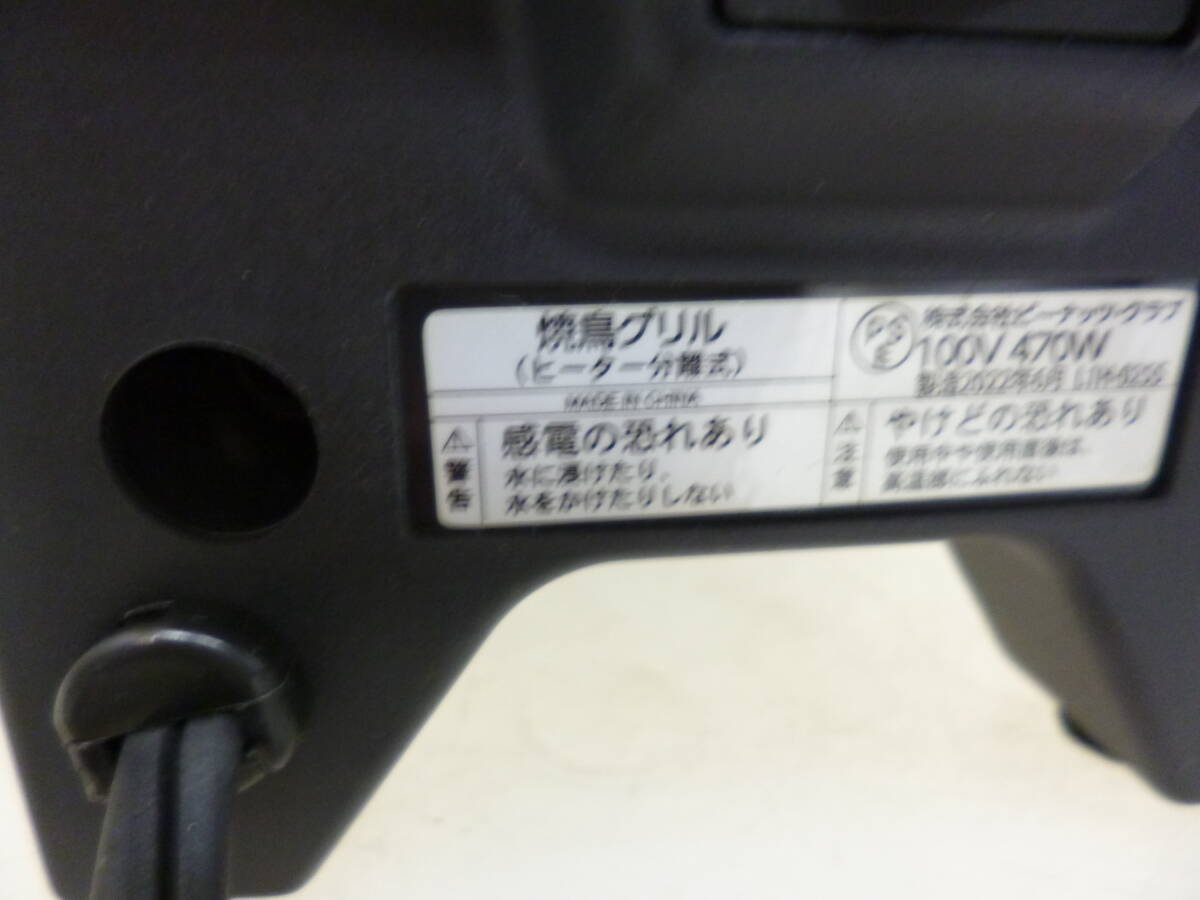 焼鳥グリル
(ヒーター分離式)
MADE IN CHINA
PSE
株式会社ピーナッツ・クラブ
100V 470W
製造2022年6月
警告
感電の恐れあり
水に浸けたり、
水をかけたりしない
注意
やけどの恐れあり
使用中や使用直後は、
高温部にふれない